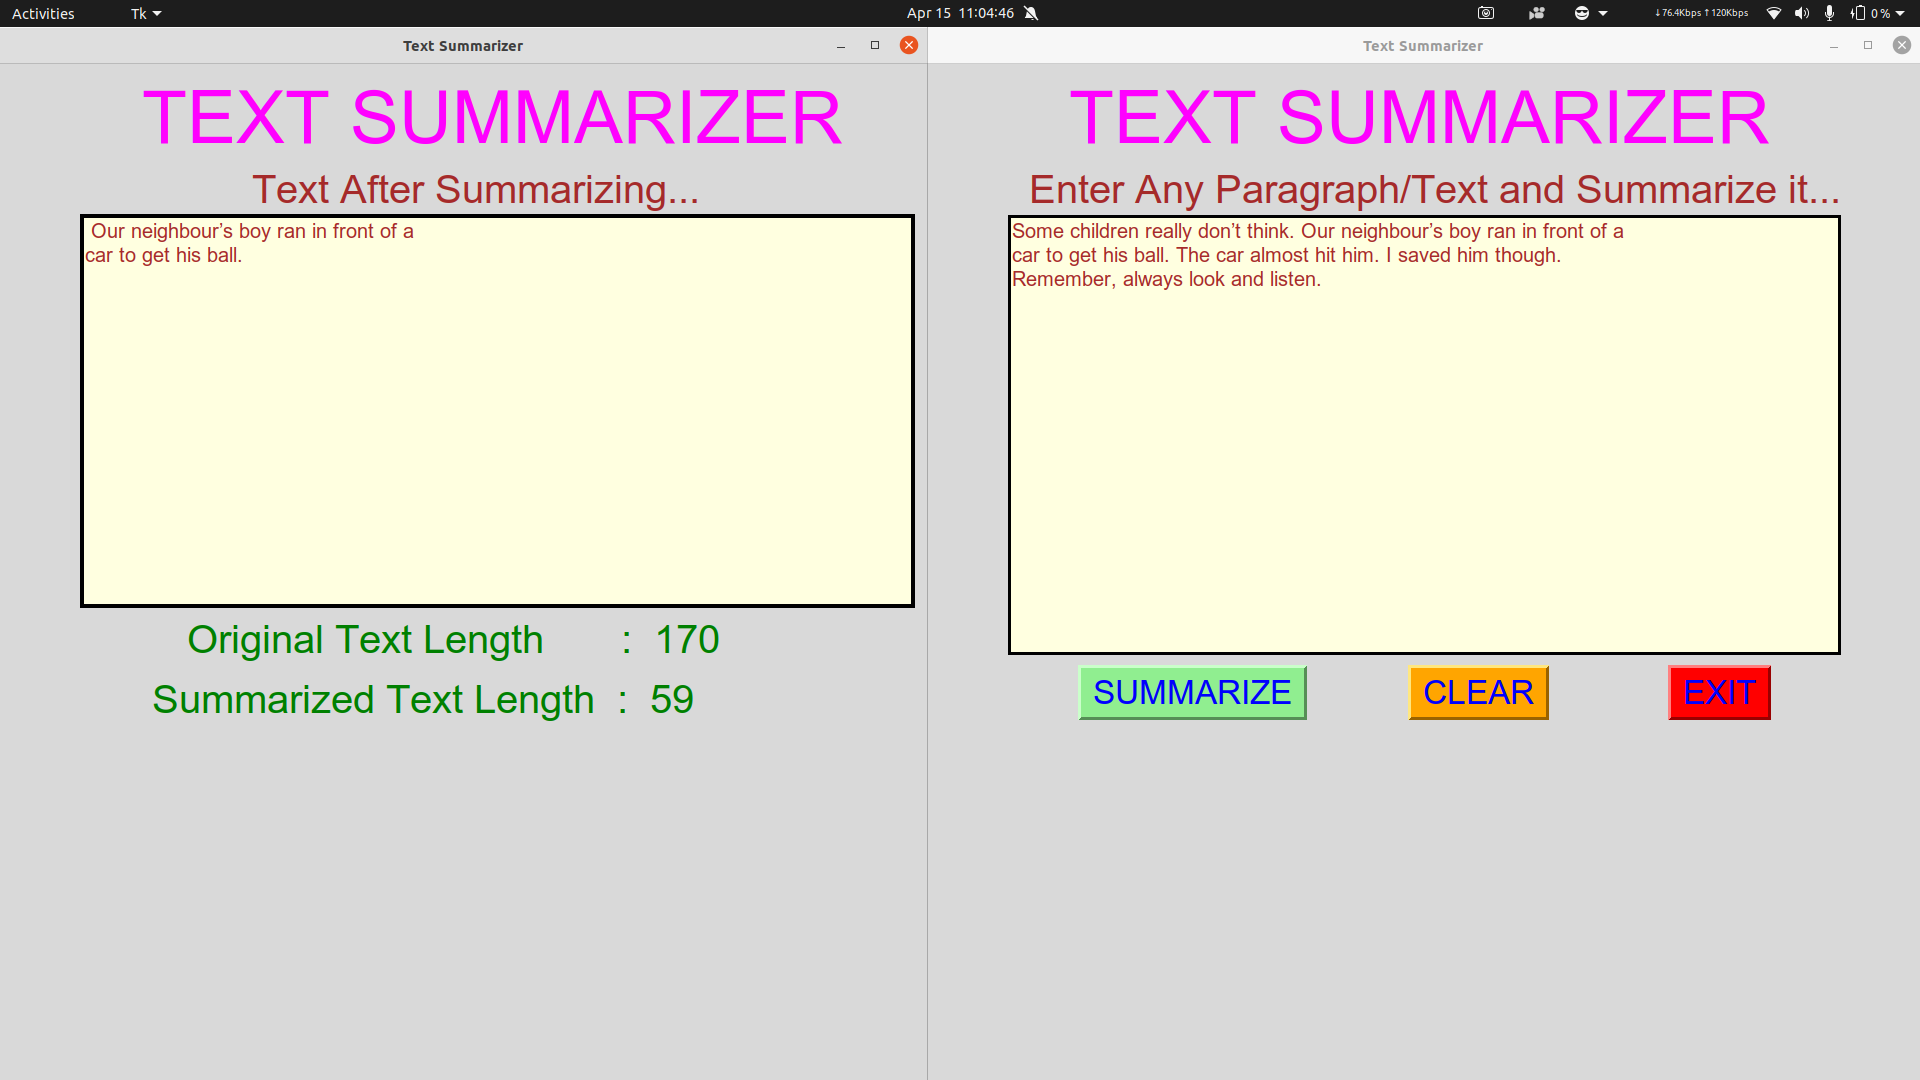 Activities
Tk
Apr 15 11:04:46
↓76.4Kbps↑120Kbps
0 %
Text Summarizer
TEXT SUMMARIZER
Text After Summarizing...
Our neighbour’s boy ran in front of a
car to get his ball.
Original Text Length : 170
Summarized Text Length : 59
Text Summarizer
TEXT SUMMARIZER
Enter Any Paragraph/Text and Summarize it...
Some children really don’t think. Our neighbour’s boy ran in front of a
car to get his ball. The car almost hit him. I saved him though.
Remember, always look and listen.
SUMMARIZE
CLEAR
EXIT